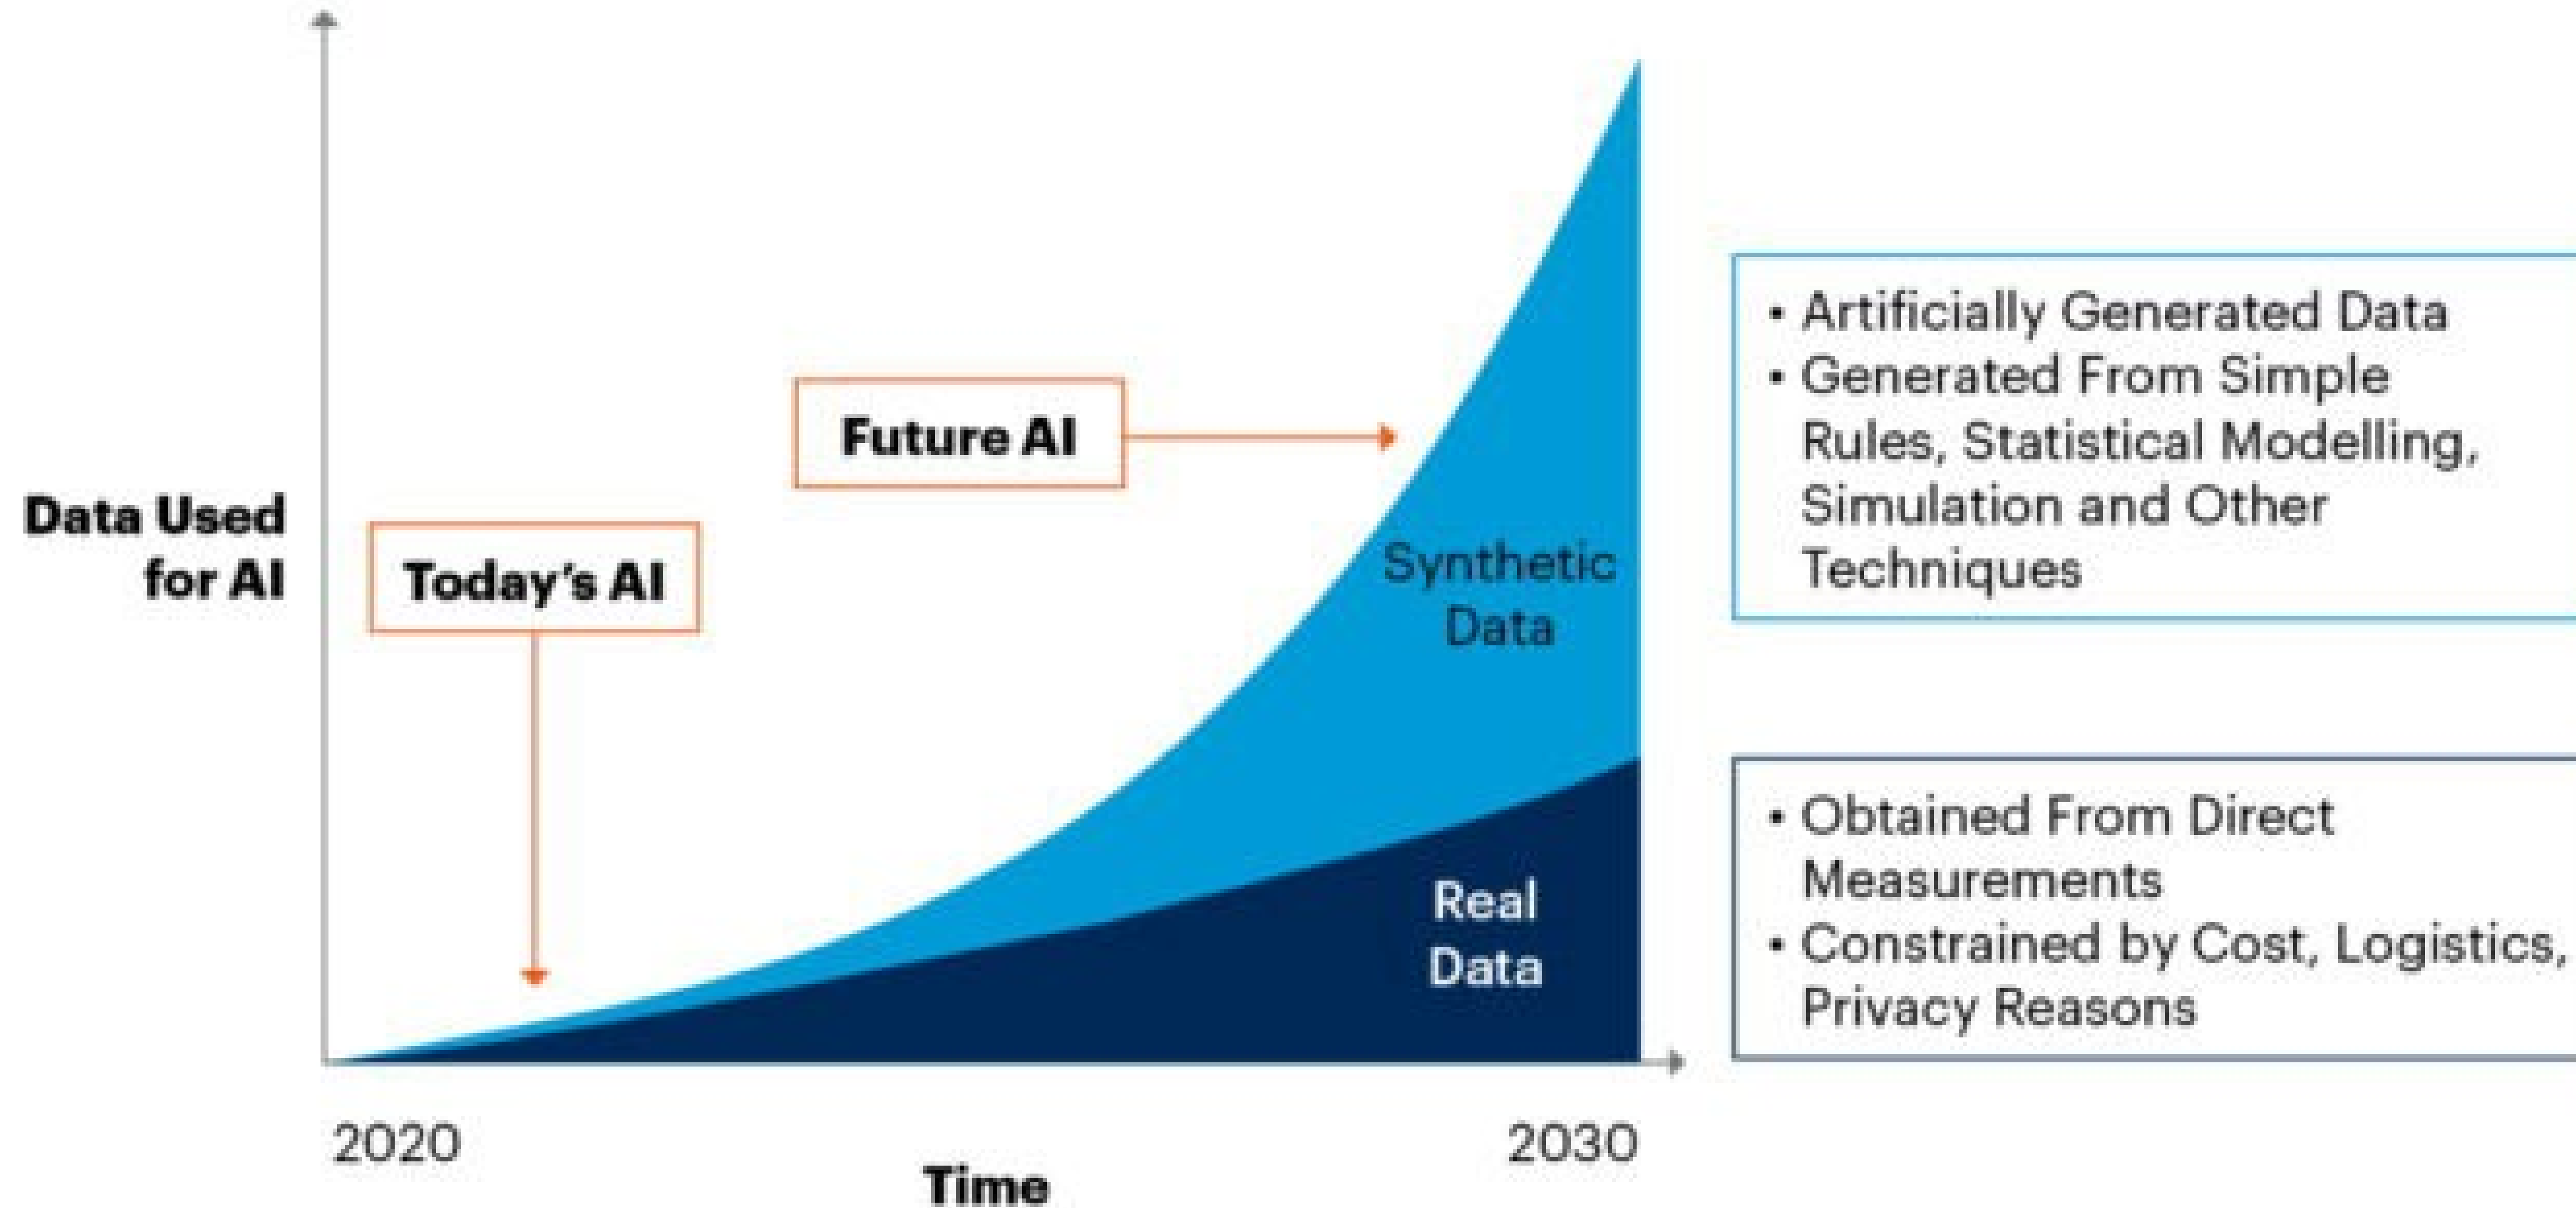 Data Used
for AI
Today's AI
Future AI
Synthetic
Data
Real
Data
• Artificially Generated Data
• Generated From Simple
Rules, Statistical Modelling,
Simulation and Other
Techniques
• Obtained From Direct
Measurements
• Constrained by Cost, Logistics,
Privacy Reasons
2020
2030
Time